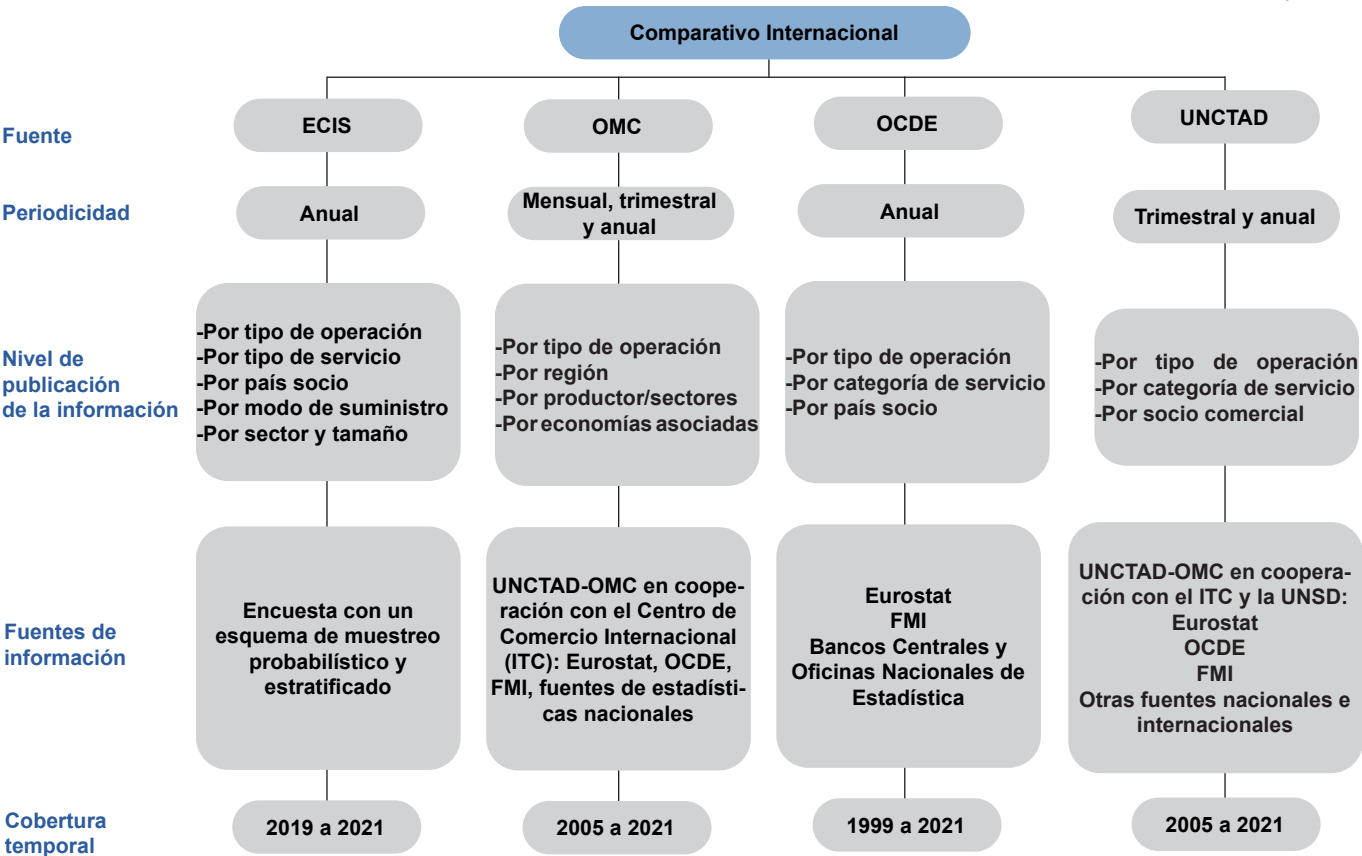 Comparativo Internacional
Fuente
ECIS
OMC
OCDE
UNCTAD
Periodicidad
Anual
Mensual, trimestral
y anual
Anual
Trimestral y anual
Nivel de
publicación
de la información
-Por tipo de operación
-Por tipo de servicio
-Por país socio
-Por modo de suministro
-Por sector y tamaño
-Por tipo de operación
-Por región
-Por productor/sectores
-Por economías asociadas
-Por tipo de operación
-Por categoría de servicio
-Por país socio
-Por tipo de operación
-Por categoría de servicio
-Por socio comercial
Fuentes de
información
Encuesta con un
esquema de muestreo
probabilístico y
estratificado
UNCTAD-OMC en coope-
ración con el Centro de
Comercio Internacional
(ITC): Eurostat, OCDE,
FMI, fuentes de estadísti-
cas nacionales
Eurostat
FMI
Bancos Centrales y
Oficinas Nacionales de
Estadística
UNCTAD-OMC en coopera-
ción con el ITC y la UNSD:
Eurostat
OCDE
FMI
Otras fuentes nacionales e
internacionales
Cobertura
temporal
2019 a 2021
2005 a 2021
1999 a 2021
2005 a 2021